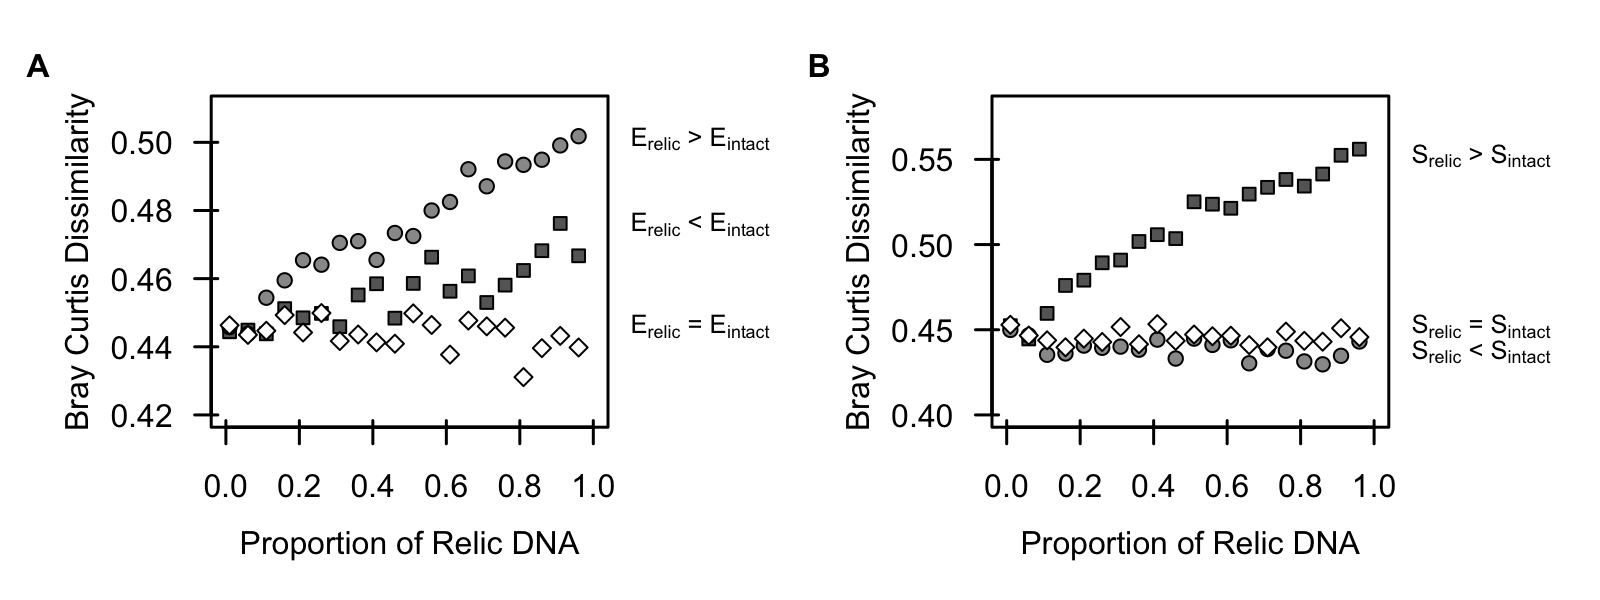 A
Bray Curtis Dissimilarity
0.50
0.48
0.46
0.44
0.42
0.0 0.2 0.4 0.6 0.8 1.0
Proportion of Relic DNA
E_relic > E_intact
E_relic < E_intact
E_relic = E_intact
B
Bray Curtis Dissimilarity
0.55
0.50
0.45
0.40
0.0 0.2 0.4 0.6 0.8 1.0
Proportion of Relic DNA
S_relic > S_intact
S_relic = S_intact
S_relic < S_intact